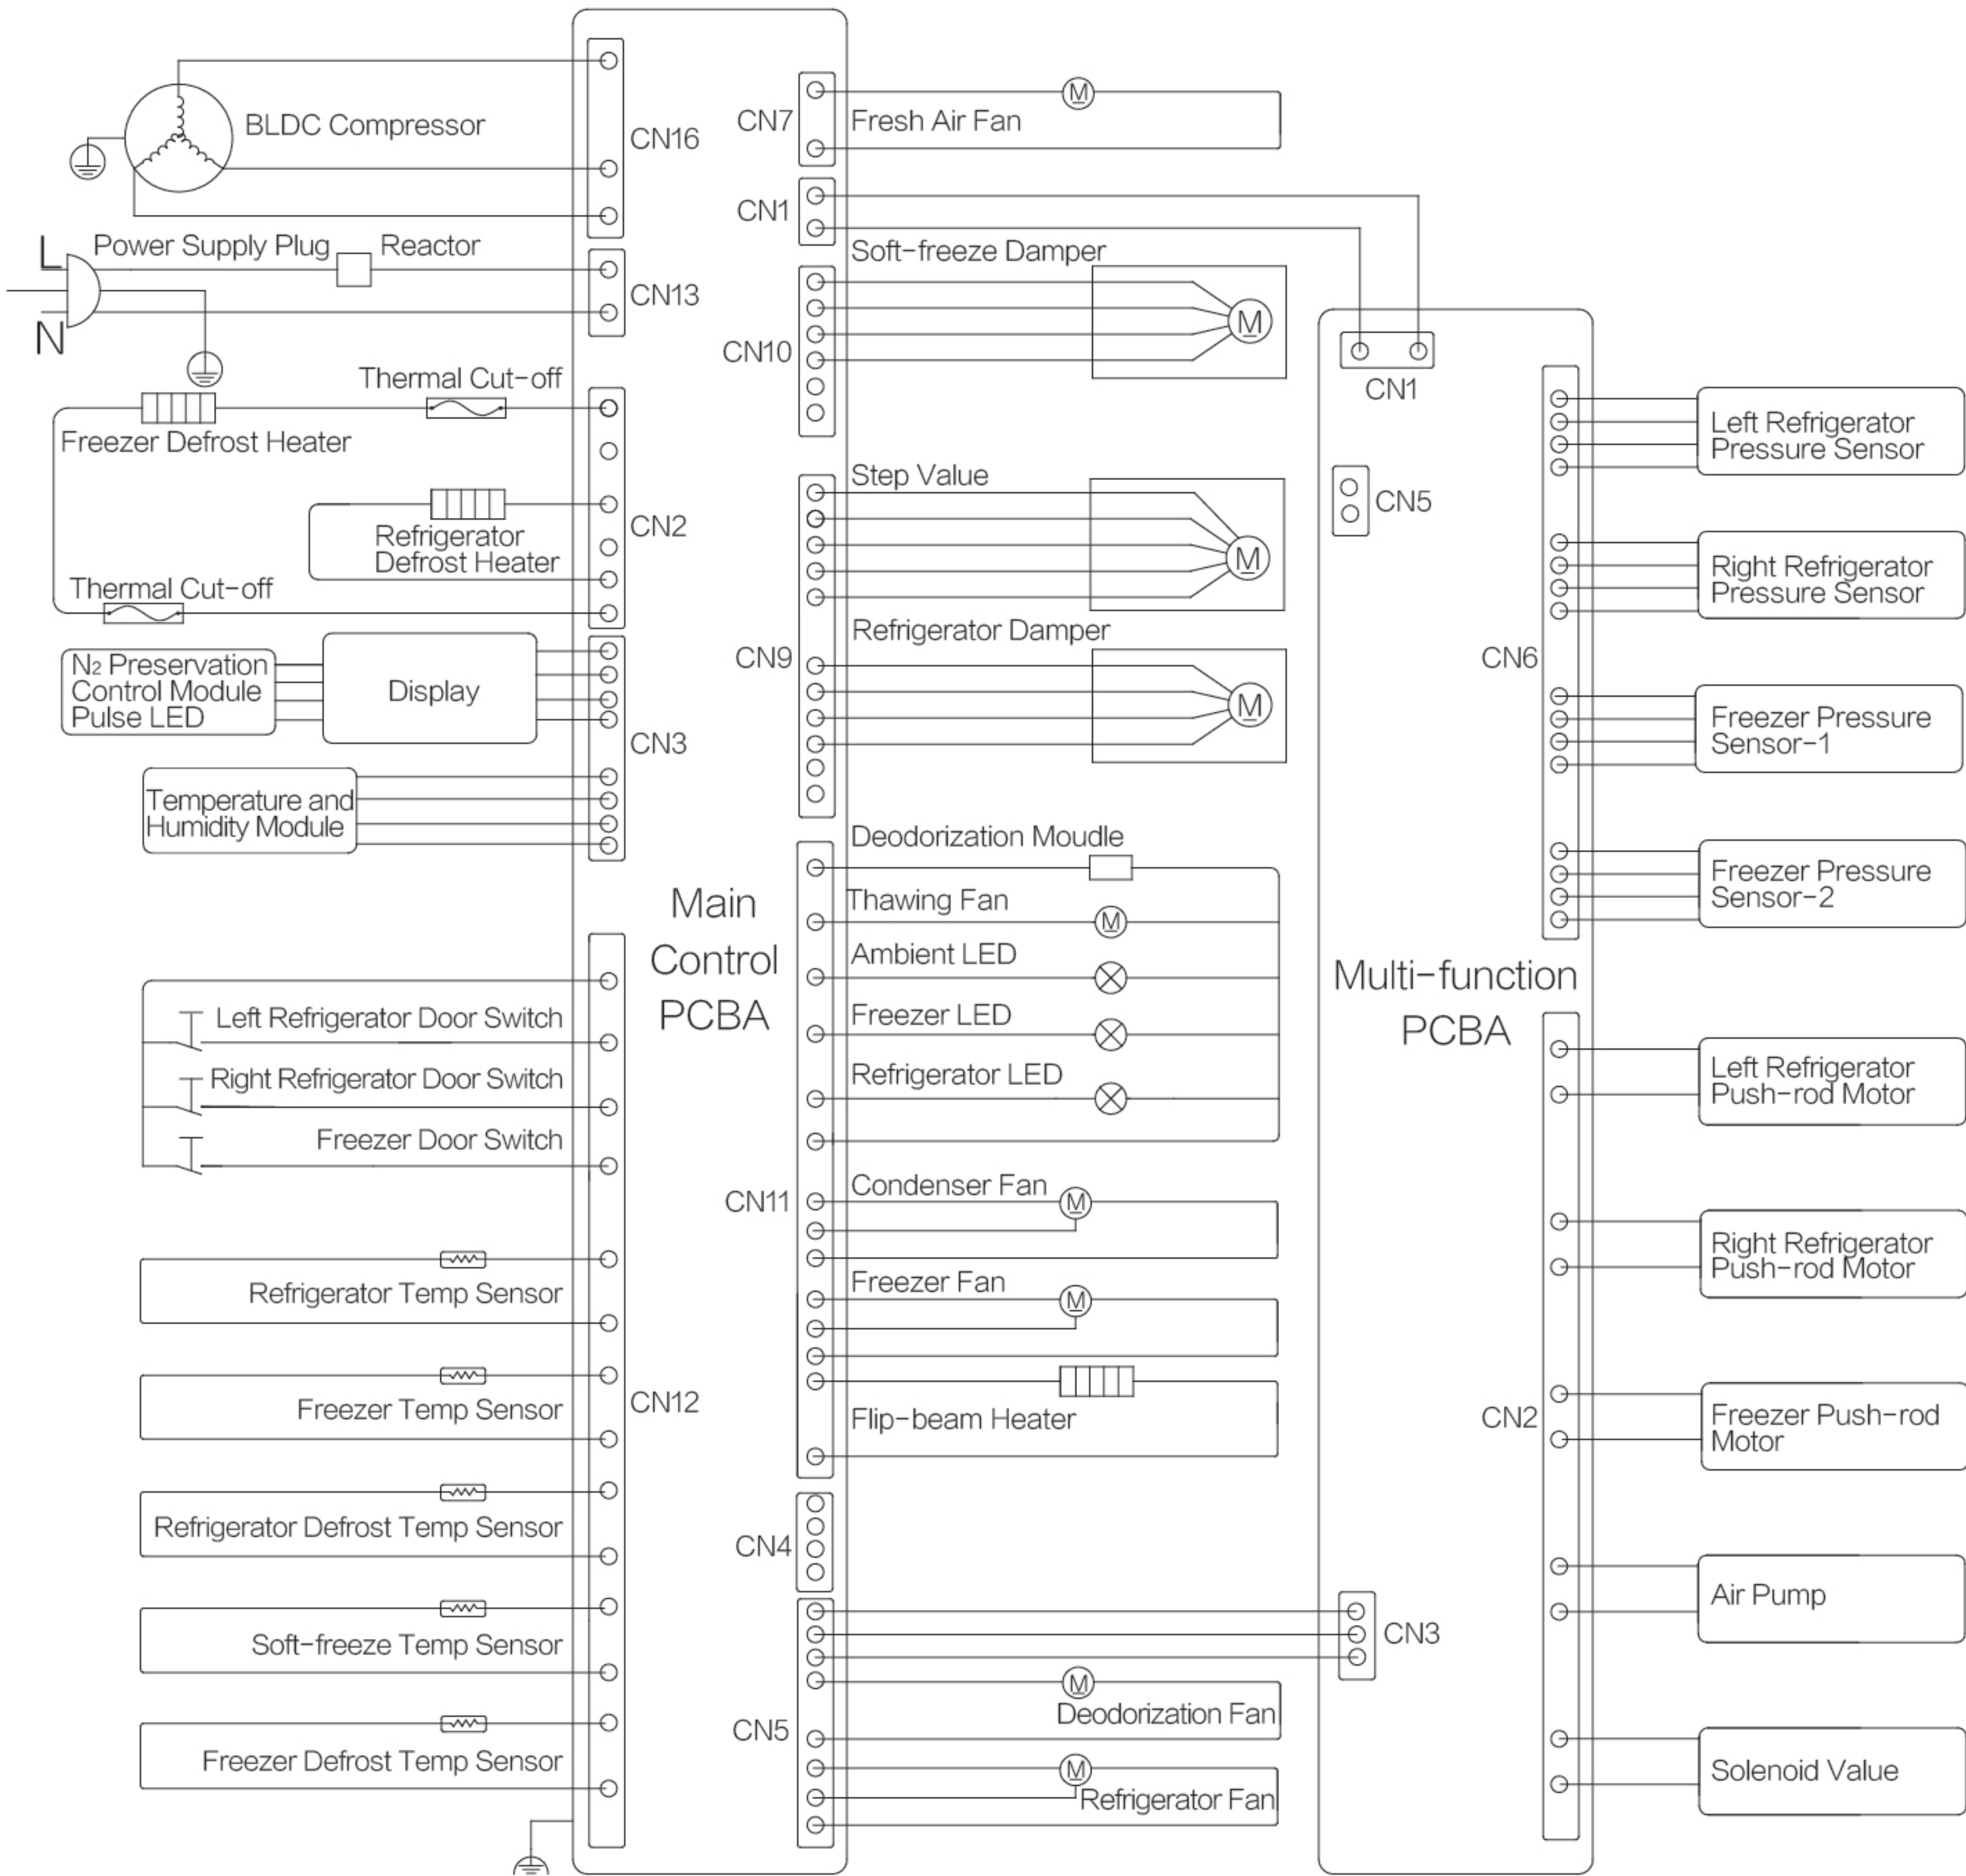 BLDC Compressor
CN16
L
Power Supply Plug
Reactor
N
CN13
Thermal Cut-off
Freezer Defrost Heater
Refrigerator
Defrost Heater
CN2
Thermal Cut-off
N2 Preservation
Control Module
Pulse LED
Display
CN3
Temperature and
Humidity Module
Left Refrigerator Door Switch
Right Refrigerator Door Switch
Freezer Door Switch
Refrigerator Temp Sensor
Freezer Temp Sensor
CN12
Refrigerator Defrost Temp Sensor
Soft-freeze Temp Sensor
Freezer Defrost Temp Sensor
Main
Control
PCBA
CN7
Fresh Air Fan
M
CN1
Soft-freeze Damper
CN10
M
Step Value
M
CN9
Refrigerator Damper
M
Deodorization Moudle
Thawing Fan
M
Ambient LED
Freezer LED
Refrigerator LED
CN11
Condenser Fan
M
Freezer Fan
M
Flip-beam Heater
CN4
CN5
M
Deodorization Fan
M
Refrigerator Fan
CN1
CN5
Multi-function
PCBA
CN3
CN6
Left Refrigerator
Pressure Sensor
Right Refrigerator
Pressure Sensor
Freezer Pressure
Sensor-1
Freezer Pressure
Sensor-2
CN2
Left Refrigerator
Push-rod Motor
Right Refrigerator
Push-rod Motor
Freezer Push-rod
Motor
Air Pump
Solenoid Value